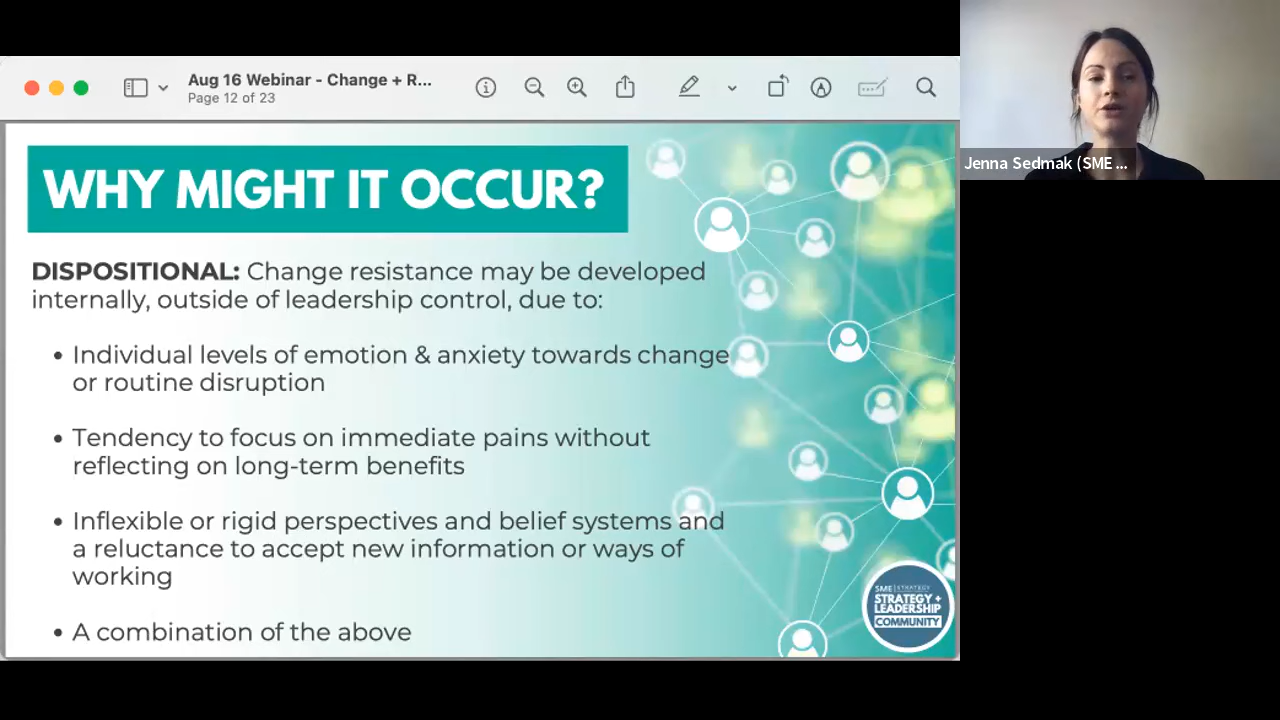 Aug 16 Webinar - Change + R...
Page 12 of 23
Jenna Sedmak (SME ...
WHY MIGHT IT OCCUR?
DISPOSITIONAL: Change resistance may be developed
internally, outside of leadership control, due to:
• Individual levels of emotion & anxiety towards change
or routine disruption
• Tendency to focus on immediate pains without
reflecting on long-term benefits
• Inflexible or rigid perspectives and belief systems and
a reluctance to accept new information or ways of
working
• A combination of the above
SME | STRATEGY
STRATEGY +
LEADERSHIP
COMMUNITY